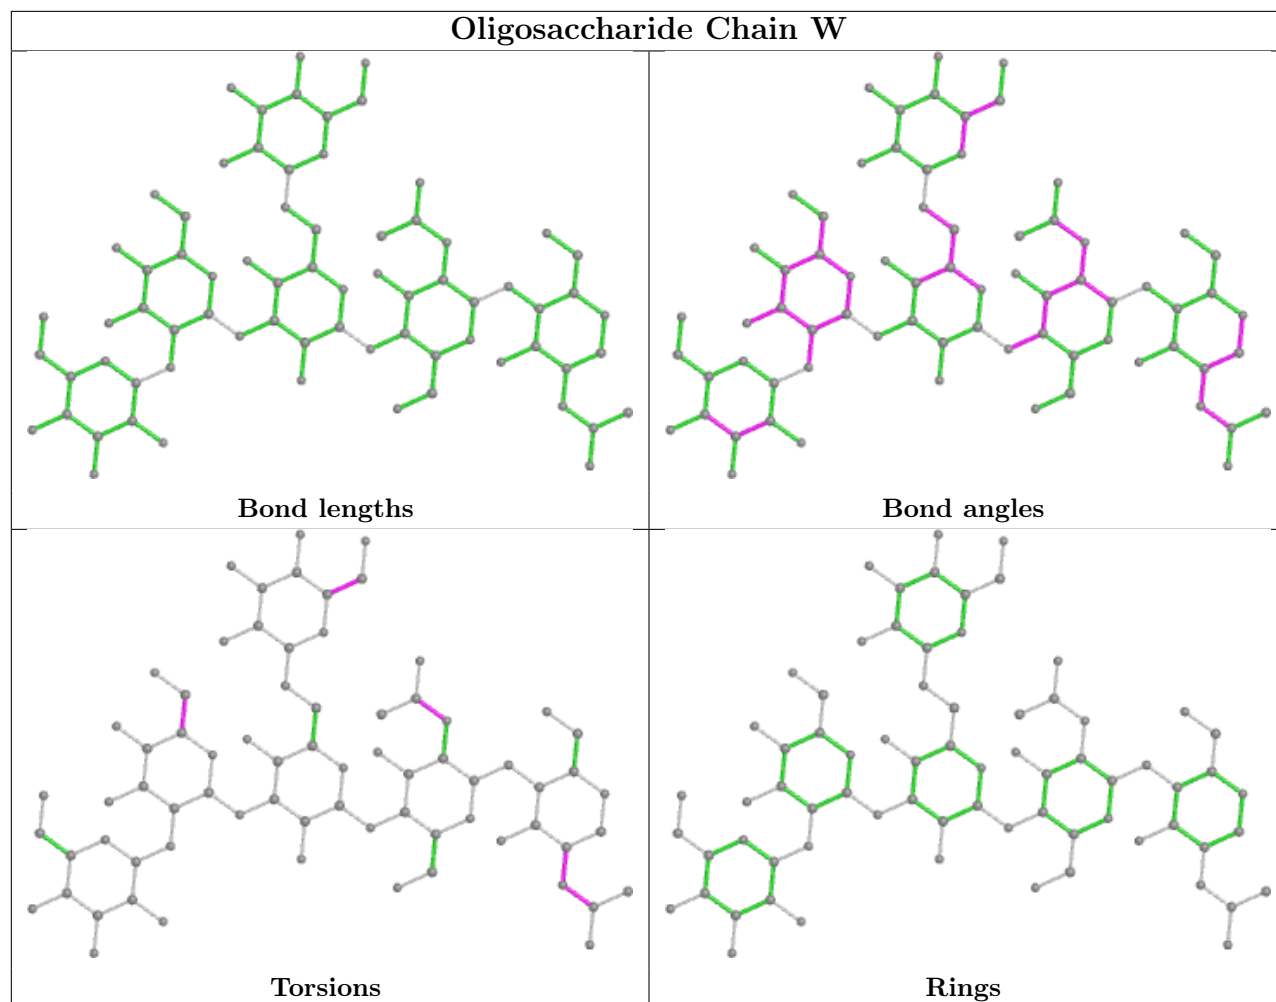 Oligosaccharide Chain W
Bond lengths
Bond angles
Torsions
Rings